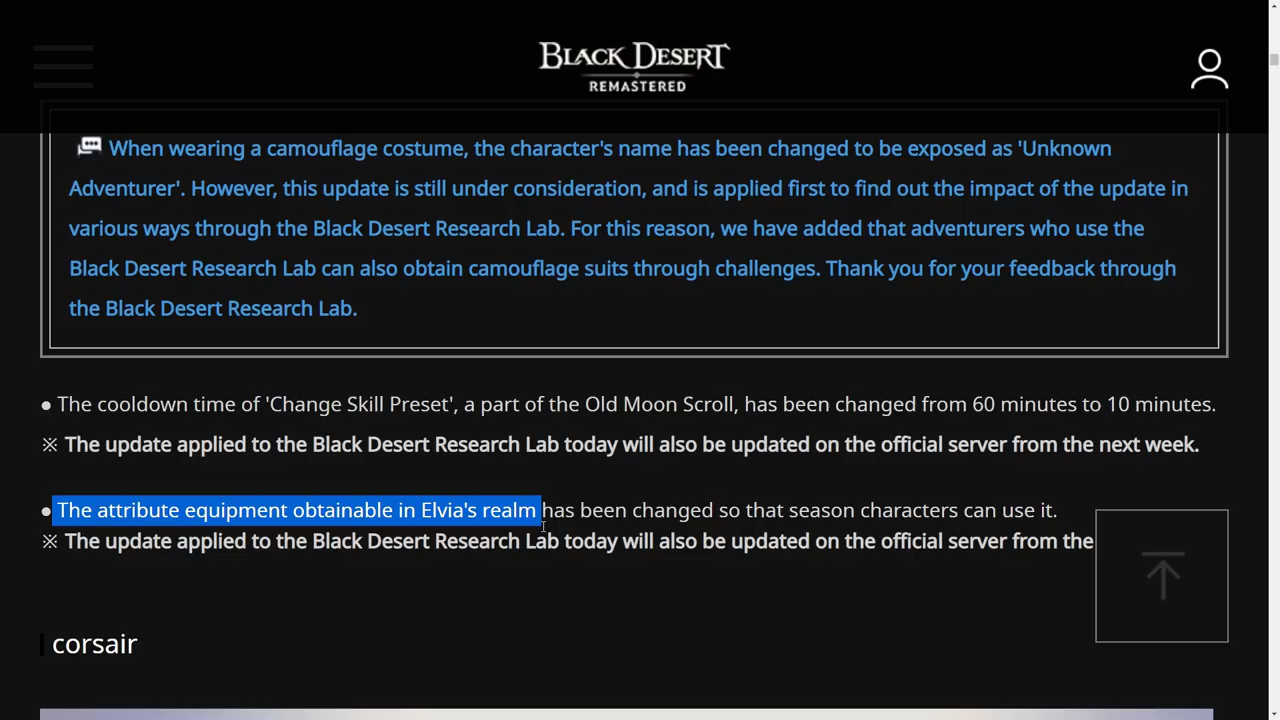 BLACK DESERT
REMASTERED
When wearing a camouflage costume, the character's name has been changed to be exposed as 'Unknown
Adventurer'. However, this update is still under consideration, and is applied first to find out the impact of the update in
various ways through the Black Desert Research Lab. For this reason, we have added that adventurers who use the
Black Desert Research Lab can also obtain camouflage suits through challenges. Thank you for your feedback through
the Black Desert Research Lab.
● The cooldown time of 'Change Skill Preset', a part of the Old Moon Scroll, has been changed from 60 minutes to 10 minutes.
※ The update applied to the Black Desert Research Lab today will also be updated on the official server from the next week.
● The attribute equipment obtainable in Elvia's realm has been changed so that season characters can use it.
※ The update applied to the Black Desert Research Lab today will also be updated on the official server from the
corsair